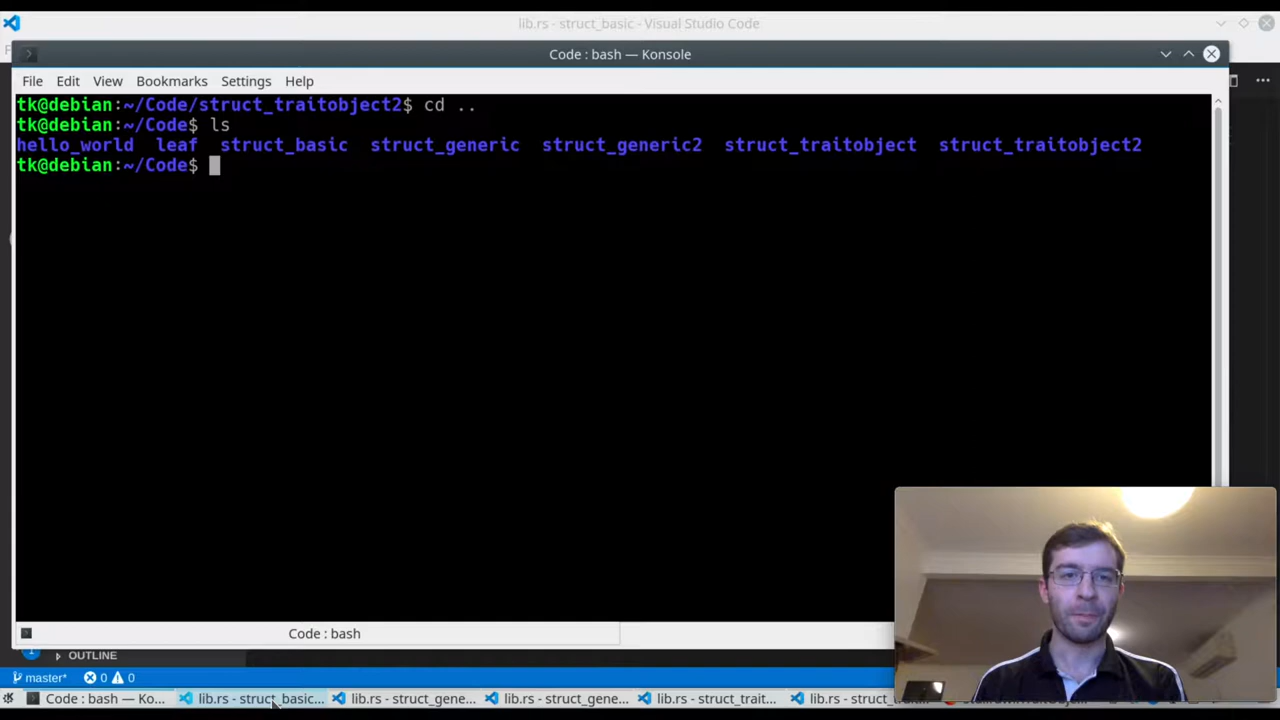 lib.rs - struct_basic - Visual Studio Code
Code : bash — Konsole
File Edit View Bookmarks Settings Help
tk@debian:~/Code/struct_traitobject2$ cd ..
tk@debian:~/Code$ ls
hello_world leaf struct_basic struct_generic struct_generic2 struct_traitobject struct_traitobject2
tk@debian:~/Code$
Code : bash
OUTLINE
master* 0 0
Code : bash — Ko... lib.rs - struct_basic... lib.rs - struct_gene... lib.rs - struct_gene... lib.rs - struct_trait...